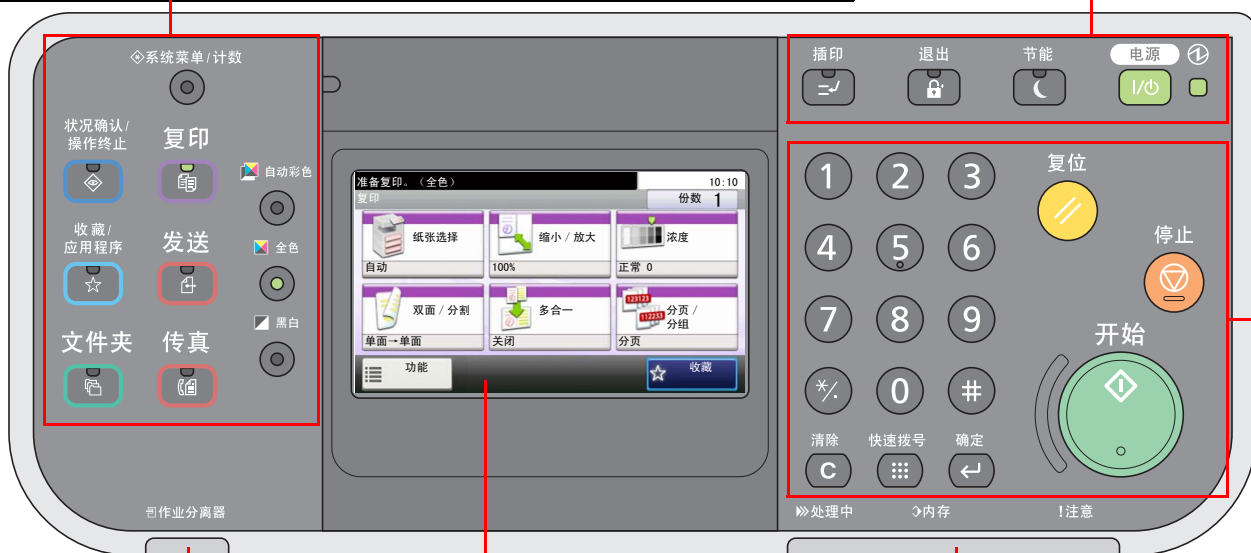 系统菜单/计数
状况确认/
操作终止
复印
自动彩色
收藏/
应用程序
发送
全色
黑白
文件夹
传真
作业分离器
准备复印。（全色）
10:10
复印
份数 1
纸张选择
自动
缩小 / 放大
100%
浓度
正常 0
双面 / 分割
单面→单面
多合一
关闭
123123
112233
分页 /
分组
分页
功能
收藏
插印
退出
节能
电源
1 2 3
复位
4 5 6
停止
7 8 9
开始
*/. 0 #
清除
快速拨号
确定
C
处理中
内存
!注意